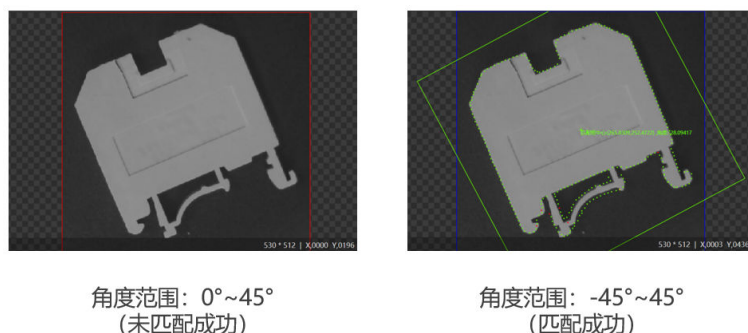 530 * 512 | X,0000 Y,0196
530 * 512 | X,0003 Y,0436
角度范围：0°~45°
（未匹配成功）
角度范围：-45°~45°
（匹配成功）